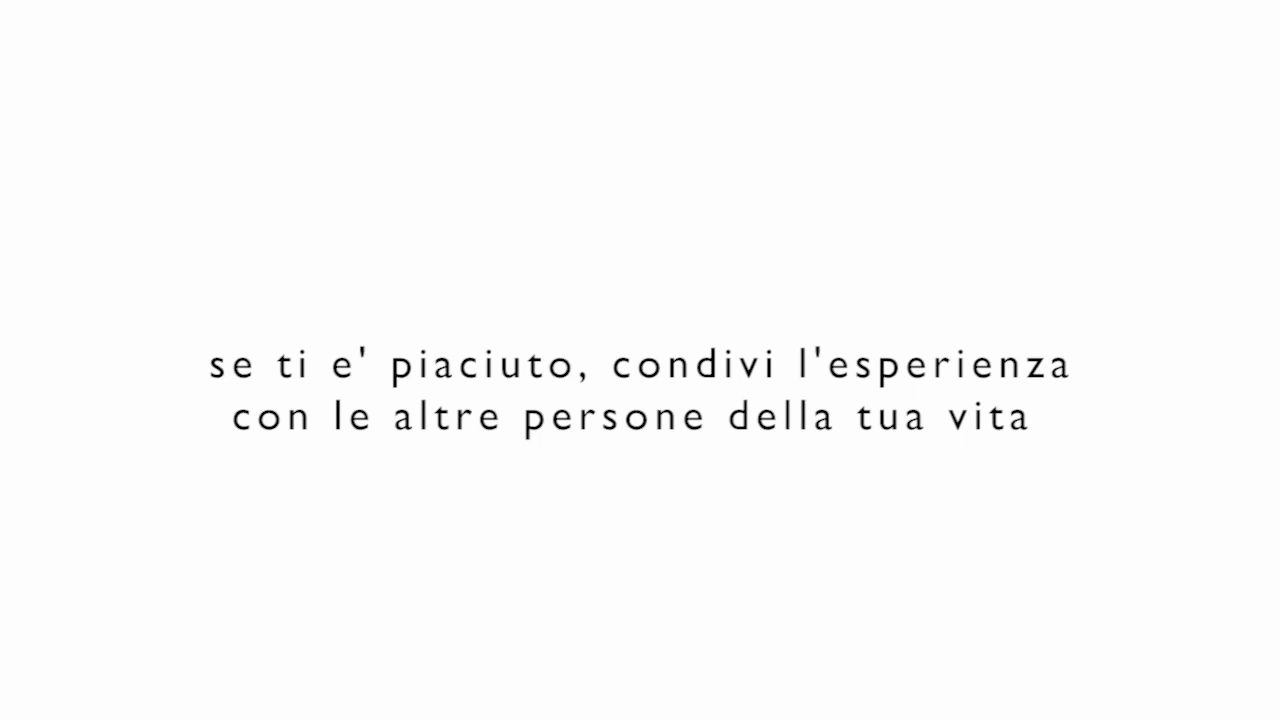 se ti e' piaciuto, condivi l'esperienza
con le altre persone della tua vita